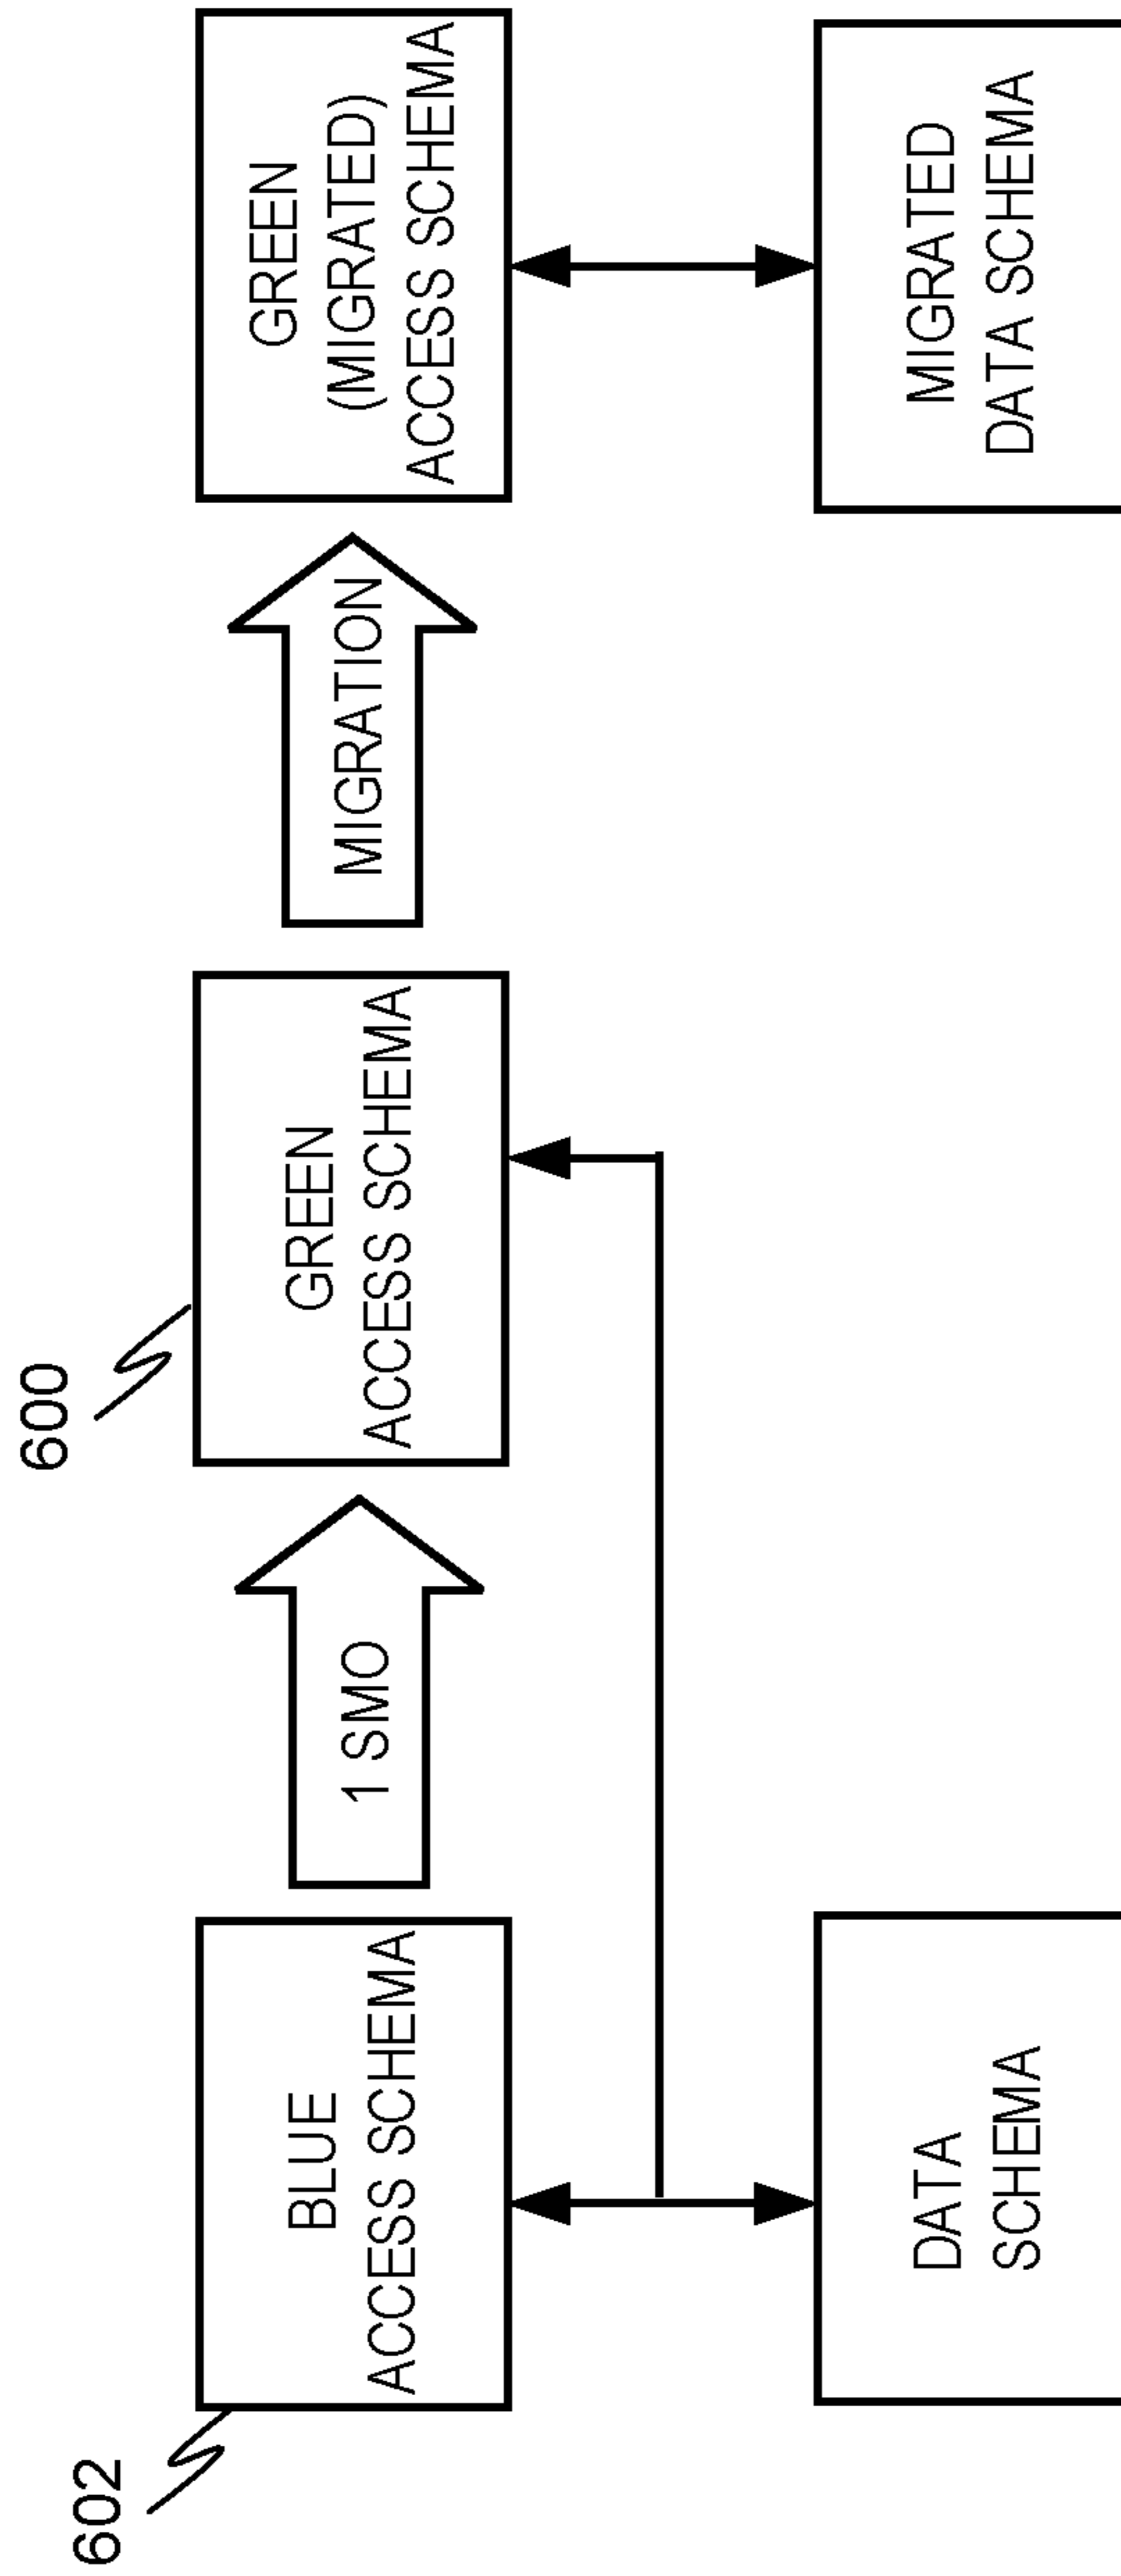 602
BLUE
ACCESS SCHEMA
1 SMO
600
GREEN
ACCESS SCHEMA
MIGRATION
GREEN
(MIGRATED)
ACCESS SCHEMA
DATA
SCHEMA
MIGRATED
DATA SCHEMA